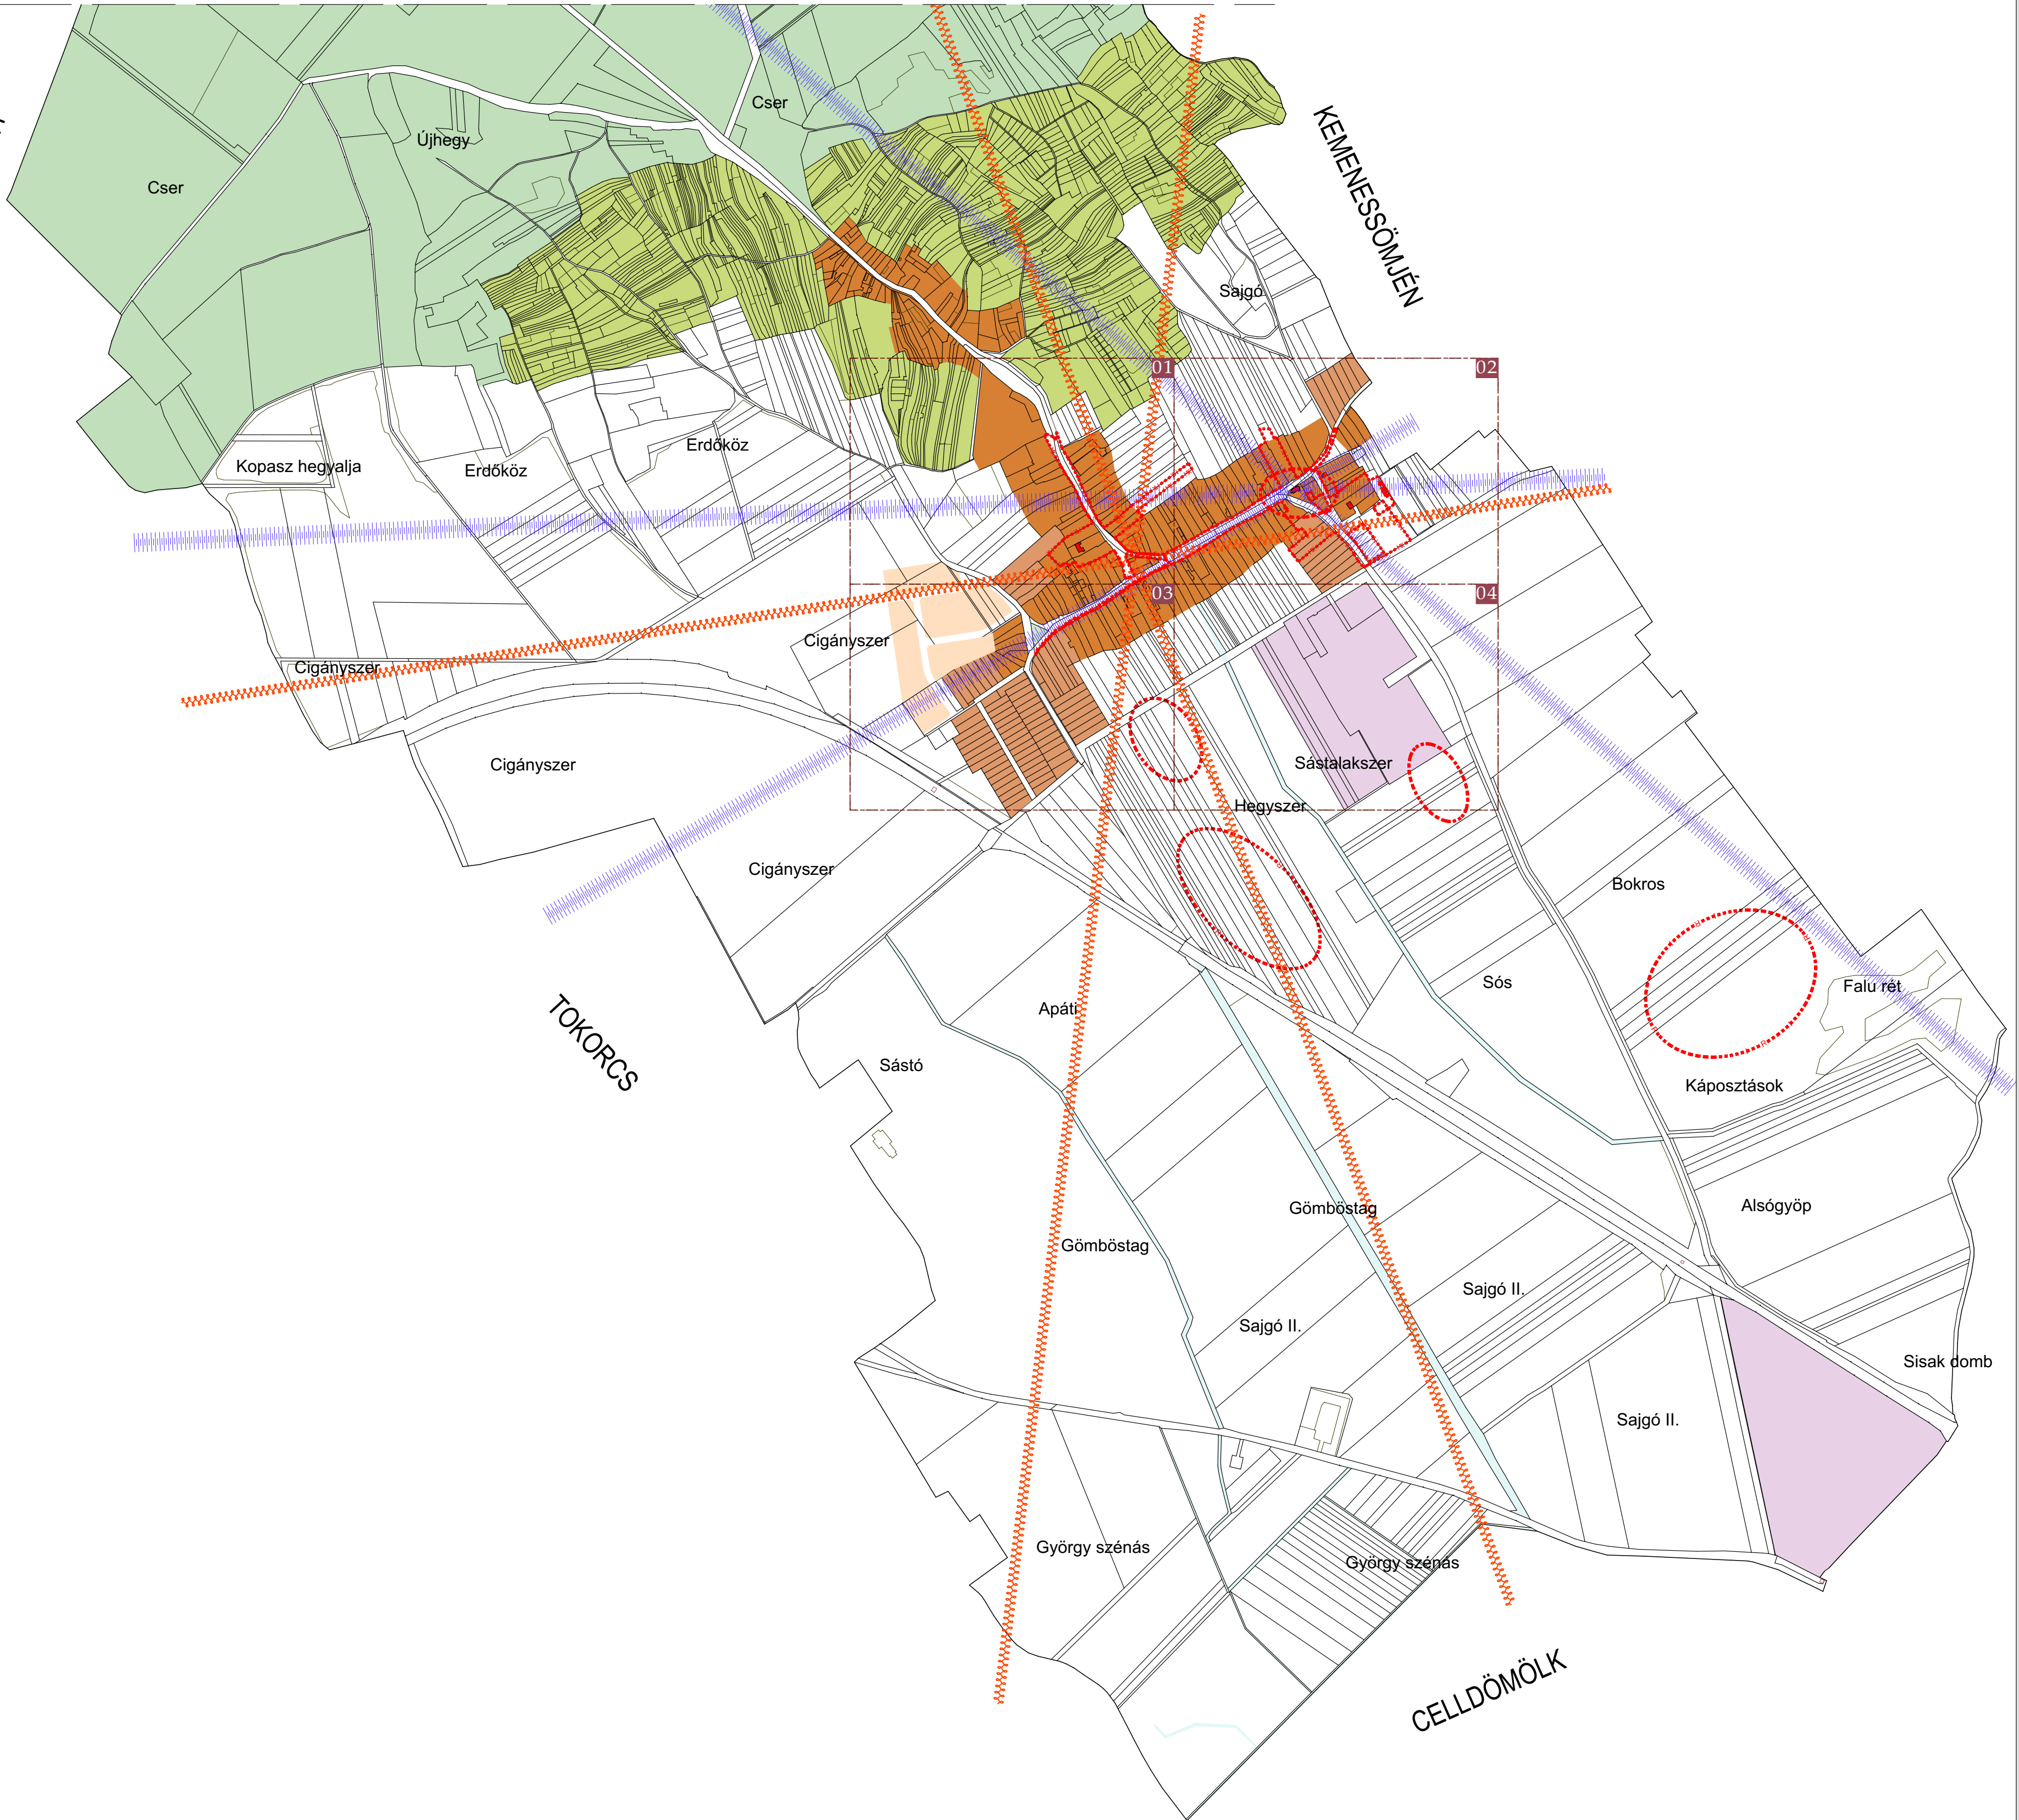 Cser
Újhegy
Cser
KEMENESSÖMJÉN
Sajgó
01
02
Erdőköz
Kopasz hegyalja
Erdőköz
03
04
Cigányszer
Cigányszer
Cigányszer
Sástalakszer
Hegyszer
Cigányszer
Bokros
Sós
Falu rét
Apáti
TOKORCS
Sástó
Káposztások
Alsógyöp
Gömböstag
Gömböstag
Sajgó II.
Sajgó II.
Sisak domb
Sajgó II.
György szénás
György szénás
CELLDÖMÖLK